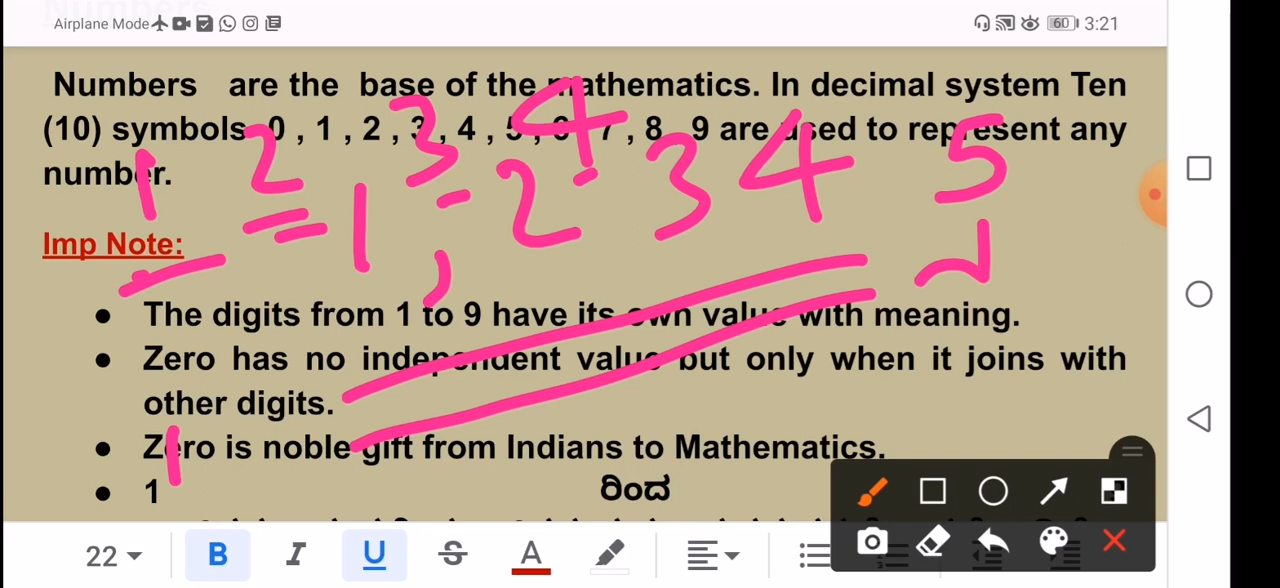 Numbers
Airplane Mode 60 3:21
Numbers are the base of the mathematics. In decimal system Ten
(10) symbols 0 , 1 , 2 , 3 , 4 , 5 , 6 , 7 , 8 , 9 are used to represent any
number.
1 2 3 4
1 , 2 3 4 5
Imp Note:
● The digits from 1 to 9 have its own value with meaning.
● Zero has no independent value but only when it joins with
other digits.
● Zero is noble gift from Indians to Mathematics.
1
● 1 ರಿಂದ
22 B I U S A